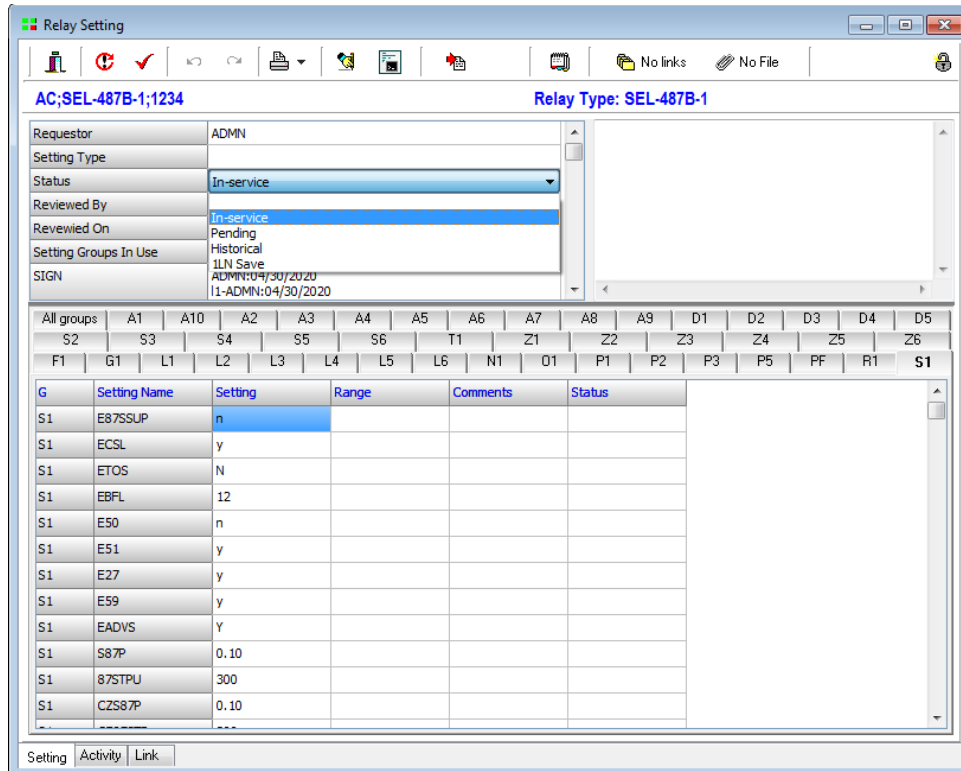 Relay Setting
No links No File
AC;SEL-487B-1;1234 Relay Type: SEL-487B-1
Requestor ADMN
Setting Type
Status In-service
Reviewed By
Revewied On In-service
Pending
Setting Groups In Use Historical
1LN Save
SIGN ADMN:04/30/2020
l1-ADMN:04/30/2020
All groups A1 A10 A2 A3 A4 A5 A6 A7 A8 A9 D1 D2 D3 D4 D5
S2 S3 S4 S5 S6 T1 Z1 Z2 Z3 Z4 Z5 Z6
F1 G1 L1 L2 L3 L4 L5 L6 N1 O1 P1 P2 P3 P5 PF R1 S1
G Setting Name Setting Range Comments Status
S1 E87SSUP n
S1 ECSL y
S1 ETOS N
S1 EBFL 12
S1 E50 n
S1 E51 y
S1 E27 y
S1 E59 y
S1 EADVS Y
S1 S87P 0.10
S1 87STPU 300
S1 CZS87P 0.10
Setting Activity Link